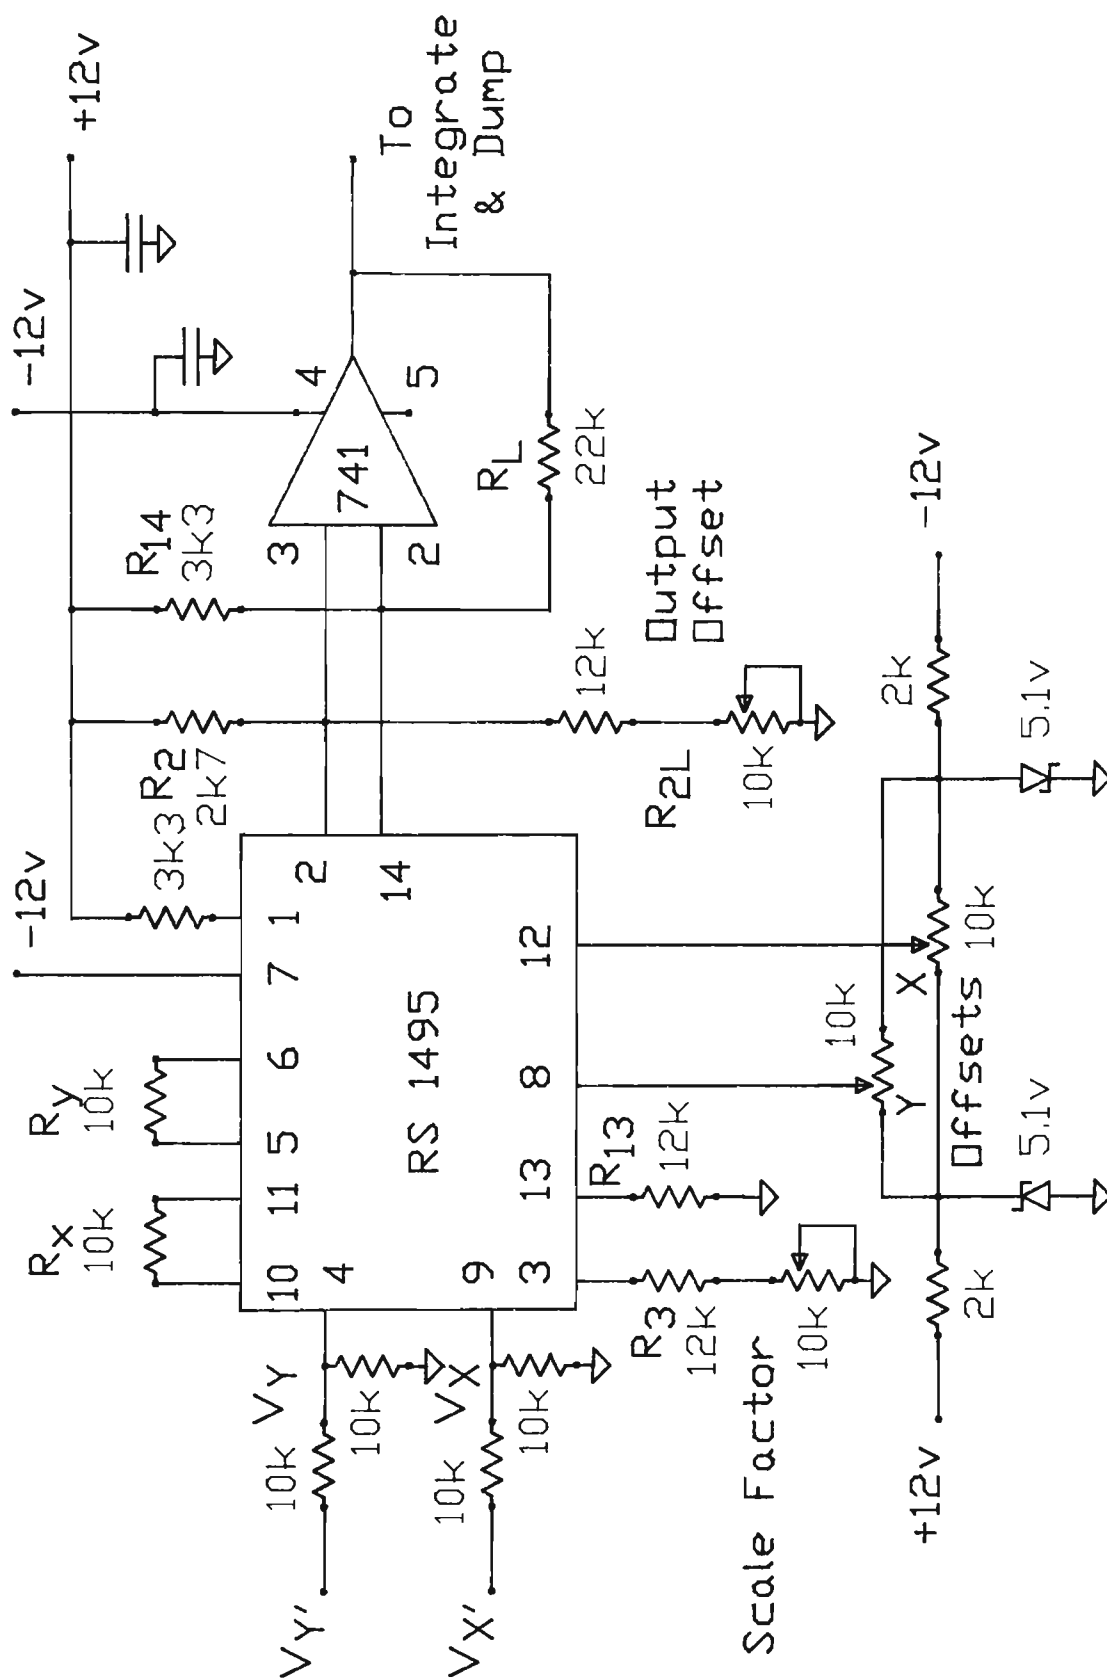 -12v
+12v
-12v
Rx
10k
Ry
10k
3k3
R2
2k7
R14
3k3
10
11
5
6
7
1
4
RS 1495
2
14
9
3
13
8
12
3
2
741
4
5
To
Integrate
& Dump
RL
22k
VY'
10k
VY
10k
VX'
10k
VX
10k
R3
12k
10k
Scale Factor
R13
12k
12k
R2L
10k
Output
Offset
+12v
2k
5.1v
Y
10k
X
10k
Offsets
2k
5.1v
-12v